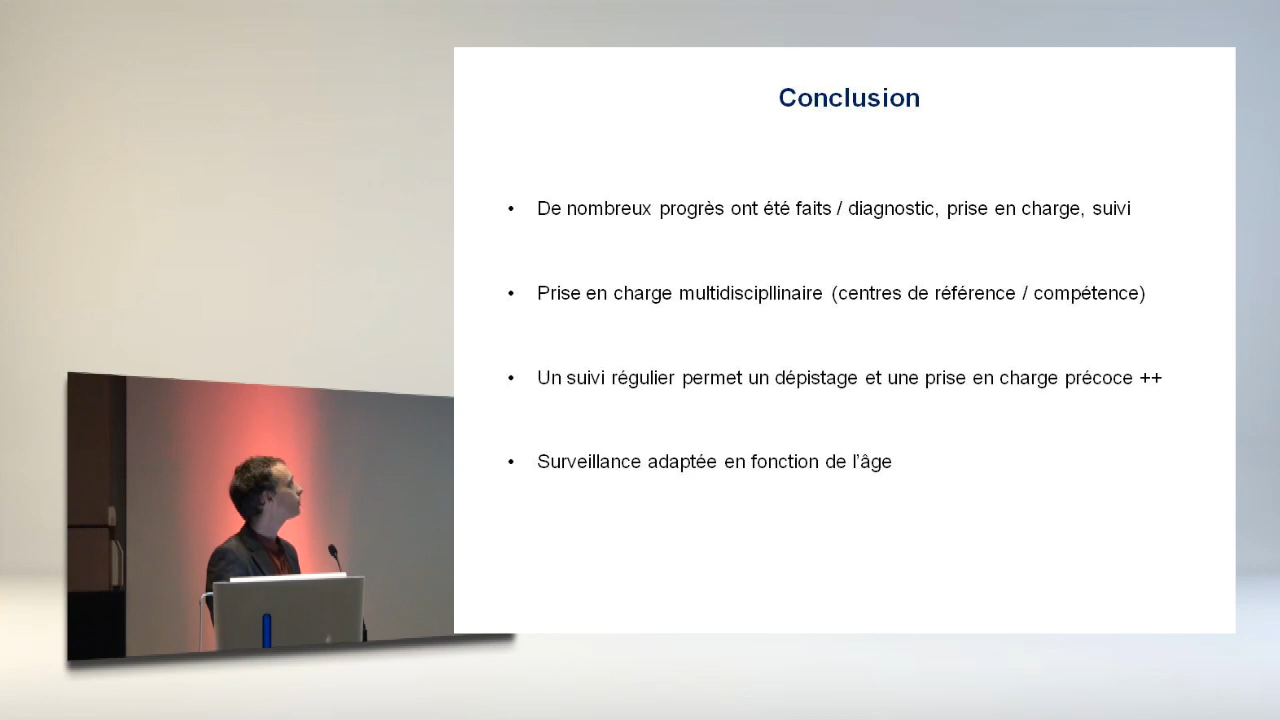 Conclusion
• De nombreux progrès ont été faits / diagnostic, prise en charge, suivi
• Prise en charge multidiscipllinaire (centres de référence / compétence)
• Un suivi régulier permet un dépistage et une prise en charge précoce ++
• Surveillance adaptée en fonction de l’âge